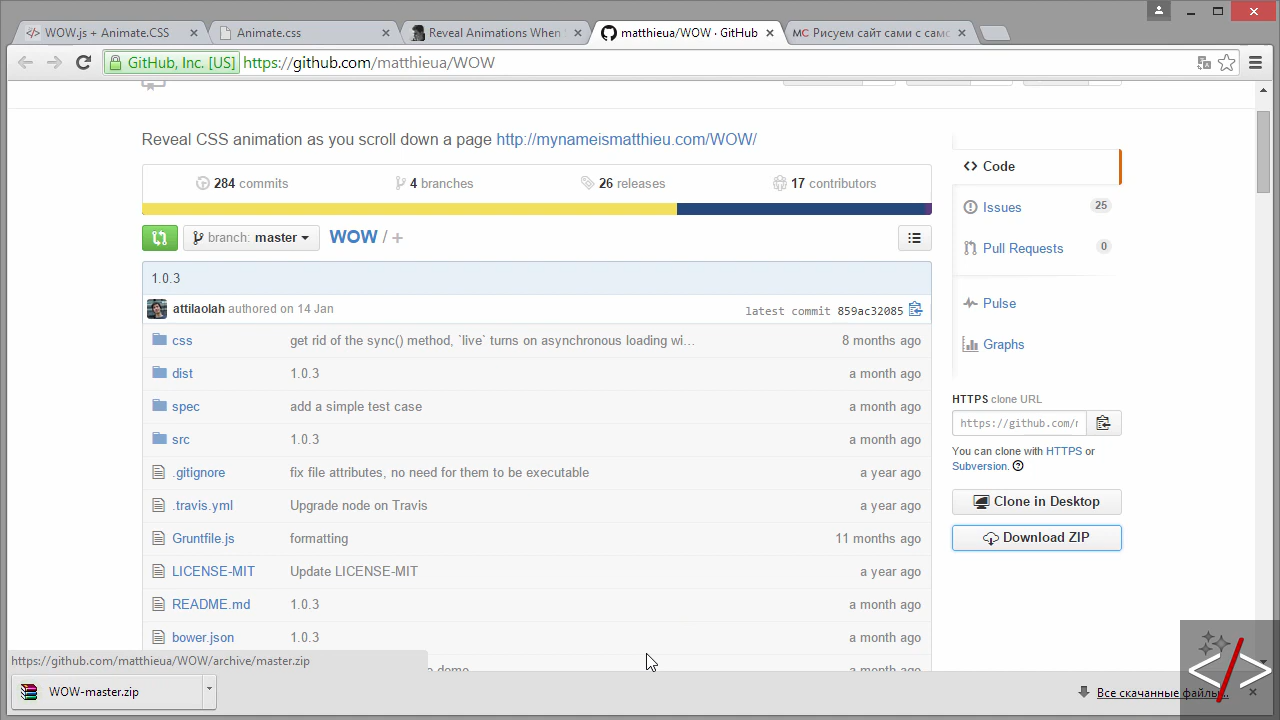 WOW.js + Animate.CSS
Animate.css
Reveal Animations When
matthieua/WOW · GitHub
МС Рисуем сайт сами с самс
GitHub, Inc. [US] https://github.com/matthieua/WOW
Reveal CSS animation as you scroll down a page http://mynameismatthieu.com/WOW/
284 commits
4 branches
26 releases
17 contributors
branch: master
WOW / +
1.0.3
attilaolah authored on 14 Jan
latest commit 859ac32085
css get rid of the sync() method, `live` turns on asynchronous loading wi… 8 months ago
dist 1.0.3 a month ago
spec add a simple test case a month ago
src 1.0.3 a month ago
.gitignore fix file attributes, no need for them to be executable a year ago
.travis.yml Upgrade node on Travis a year ago
Gruntfile.js formatting 11 months ago
LICENSE-MIT Update LICENSE-MIT a year ago
README.md 1.0.3 a month ago
bower.json 1.0.3 a month ago
demo a month ago
Code
Issues 25
Pull Requests 0
Pulse
Graphs
HTTPS clone URL
https://github.com/
You can clone with HTTPS or
Subversion.
Clone in Desktop
Download ZIP
https://github.com/matthieua/WOW/archive/master.zip
WOW-master.zip
Все скачанные файлы...